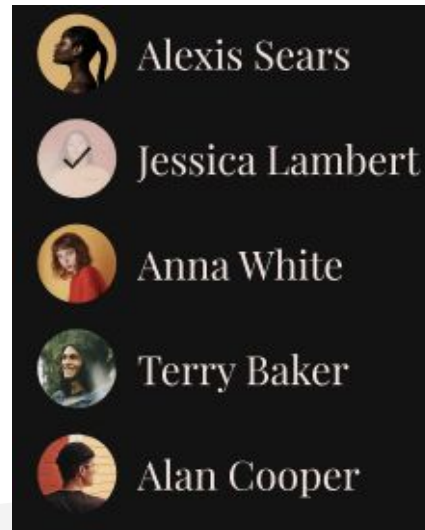 Alexis Sears
Jessica Lambert
Anna White
Terry Baker
Alan Cooper